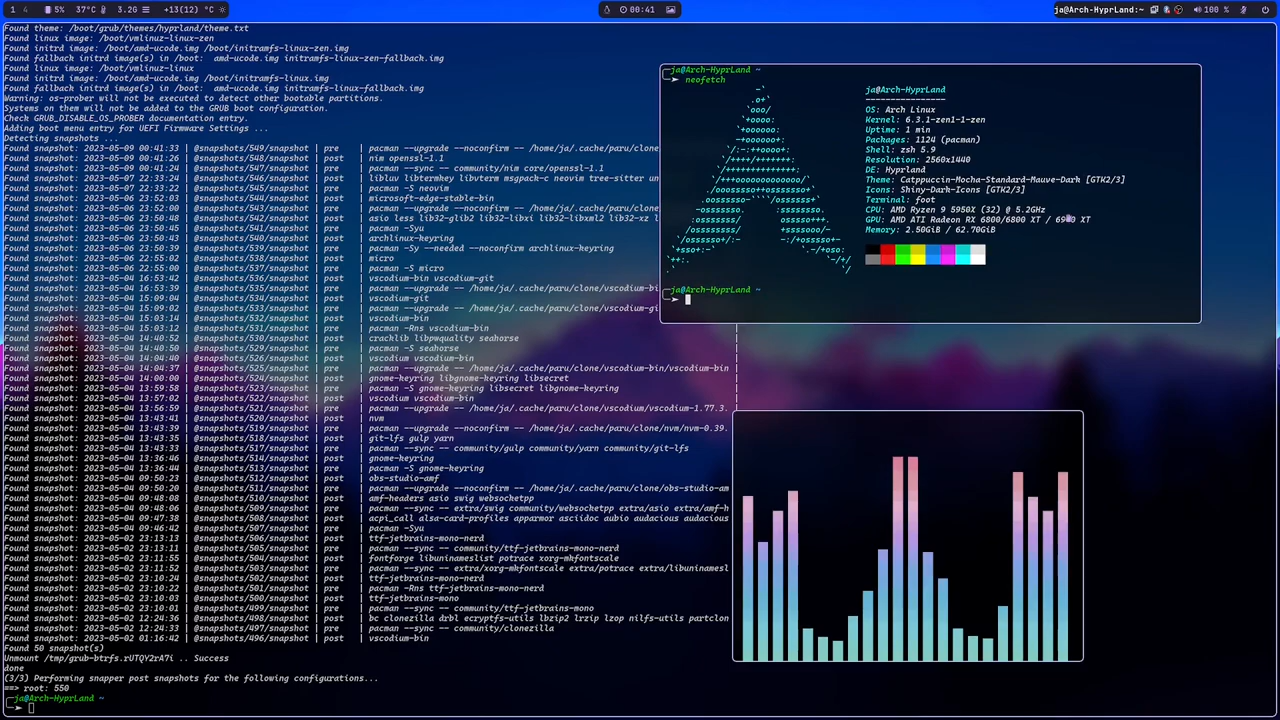 1 4 5% 37°C 3.2G +13(12) °C
00:41
ja@Arch-HyprLand:~ 100 %
Found theme: /boot/grub/themes/hyprland/theme.txt
Found linux image: /boot/vmlinuz-linux-zen
Found initrd image: /boot/amd-ucode.img /boot/initramfs-linux-zen.img
Found fallback initrd image(s) in /boot:  amd-ucode.img initramfs-linux-zen-fallback.img
Found linux image: /boot/vmlinuz-linux
Found initrd image: /boot/amd-ucode.img /boot/initramfs-linux.img
Found fallback initrd image(s) in /boot:  amd-ucode.img initramfs-linux-fallback.img
Warning: os-prober will not be executed to detect other bootable partitions.
Systems on them will not be added to the GRUB boot configuration.
Check GRUB_DISABLE_OS_PROBER documentation entry.
Adding boot menu entry for UEFI Firmware Settings ...
Detecting snapshots ...
Found snapshot: 2023-05-09 00:41:33 | @snapshots/549/snapshot | pre | pacman --upgrade --noconfirm -- /home/ja/.cache/paru/clone
Found snapshot: 2023-05-09 00:41:26 | @snapshots/548/snapshot | post | nim openssl-1.1
Found snapshot: 2023-05-09 00:41:24 | @snapshots/547/snapshot | pre | pacman --sync -- community/nim core/openssl-1.1
Found snapshot: 2023-05-07 22:33:24 | @snapshots/546/snapshot | post | libluv libtermkey libvterm msgpack-c neovim tree-sitter un
Found snapshot: 2023-05-07 22:33:22 | @snapshots/545/snapshot | pre | pacman -S neovim
Found snapshot: 2023-05-06 23:52:03 | @snapshots/544/snapshot | post | microsoft-edge-stable-bin
Found snapshot: 2023-05-06 23:50:48 | @snapshots/542/snapshot | post | asio less lib32-glib2 lib32-libxi lib32-libxml2 lib32-xz l
Found snapshot: 2023-05-06 23:50:45 | @snapshots/541/snapshot | pre | pacman -Syu
Found snapshot: 2023-05-06 23:50:41 | @snapshots/540/snapshot | post | archlinux-keyring
Found snapshot: 2023-05-06 23:50:38 | @snapshots/539/snapshot | pre | pacman -Sy --needed --noconfirm archlinux-keyring
Found snapshot: 2023-05-06 22:55:02 | @snapshots/538/snapshot | post | micro
Found snapshot: 2023-05-06 22:55:00 | @snapshots/537/snapshot | pre | pacman -S micro
Found snapshot: 2023-05-04 16:53:42 | @snapshots/536/snapshot | post | vscodium-bin vscodium-git
Found snapshot: 2023-05-04 16:53:39 | @snapshots/535/snapshot | pre | pacman --upgrade --noconfirm -- /home/ja/.cache/paru/clone/vscodium-bi
Found snapshot: 2023-05-04 15:09:04 | @snapshots/534/snapshot | post | vscodium-git
Found snapshot: 2023-05-04 15:09:02 | @snapshots/533/snapshot | pre | pacman --upgrade --noconfirm -- /home/ja/.cache/paru/clone/vscodium-gi
Found snapshot: 2023-05-04 15:03:14 | @snapshots/532/snapshot | post | vscodium-bin
Found snapshot: 2023-05-04 15:03:12 | @snapshots/531/snapshot | pre | pacman -Rns vscodium-bin
Found snapshot: 2023-05-04 14:40:52 | @snapshots/530/snapshot | post | cracklib libpwquality seahorse
Found snapshot: 2023-05-04 14:40:50 | @snapshots/529/snapshot | pre | pacman -S seahorse
Found snapshot: 2023-05-04 14:04:40 | @snapshots/526/snapshot | post | vscodium vscodium-bin
Found snapshot: 2023-05-04 14:04:37 | @snapshots/525/snapshot | pre | pacman --upgrade --noconfirm -- /home/ja/.cache/paru/clone/vscodium-bin/vscodium-bin
Found snapshot: 2023-05-04 14:00:00 | @snapshots/524/snapshot | post | gnome-keyring libgnome-keyring libsecret
Found snapshot: 2023-05-04 13:59:58 | @snapshots/523/snapshot | pre | pacman -S gnome-keyring libsecret libgnome-keyring
Found snapshot: 2023-05-04 13:57:02 | @snapshots/522/snapshot | post | vscodium vscodium-bin
Found snapshot: 2023-05-04 13:56:59 | @snapshots/521/snapshot | pre | pacman --upgrade --noconfirm -- /home/ja/.cache/paru/clone/vscodium/vscodium-1.77.3.
Found snapshot: 2023-05-04 13:43:41 | @snapshots/520/snapshot | post | nvm
Found snapshot: 2023-05-04 13:43:39 | @snapshots/519/snapshot | pre | pacman --upgrade --noconfirm -- /home/ja/.cache/paru/clone/nvm/nvm-0.39.
Found snapshot: 2023-05-04 13:43:35 | @snapshots/518/snapshot | post | git-lfs gulp yarn
Found snapshot: 2023-05-04 13:43:33 | @snapshots/517/snapshot | pre | pacman --sync -- community/gulp community/yarn community/git-lfs
Found snapshot: 2023-05-04 13:36:46 | @snapshots/514/snapshot | post | gnome-keyring
Found snapshot: 2023-05-04 13:36:44 | @snapshots/513/snapshot | pre | pacman -S gnome-keyring
Found snapshot: 2023-05-04 09:50:23 | @snapshots/512/snapshot | post | obs-studio-amf
Found snapshot: 2023-05-04 09:50:20 | @snapshots/511/snapshot | pre | pacman --upgrade --noconfirm -- /home/ja/.cache/paru/clone/obs-studio-am
Found snapshot: 2023-05-04 09:48:08 | @snapshots/510/snapshot | post | amf-headers asio swig websocketpp
Found snapshot: 2023-05-04 09:48:06 | @snapshots/509/snapshot | pre | pacman --sync -- extra/swig community/websocketpp extra/asio extra/amf-h
Found snapshot: 2023-05-04 09:47:38 | @snapshots/508/snapshot | post | acpi_call alsa-card-profiles apparmor asciidoc aubio audacious audacious
Found snapshot: 2023-05-04 09:46:42 | @snapshots/507/snapshot | pre | pacman -Syu
Found snapshot: 2023-05-02 23:13:13 | @snapshots/506/snapshot | post | ttf-jetbrains-mono-nerd
Found snapshot: 2023-05-02 23:13:11 | @snapshots/505/snapshot | pre | pacman --sync -- community/ttf-jetbrains-mono-nerd
Found snapshot: 2023-05-02 23:11:55 | @snapshots/504/snapshot | post | fontforge libuninameslist potrace xorg-mkfontscale
Found snapshot: 2023-05-02 23:11:52 | @snapshots/503/snapshot | pre | pacman --sync -- extra/xorg-mkfontscale extra/potrace extra/libuninamesl
Found snapshot: 2023-05-02 23:10:24 | @snapshots/502/snapshot | post | ttf-jetbrains-mono-nerd
Found snapshot: 2023-05-02 23:10:22 | @snapshots/501/snapshot | pre | pacman -Rns ttf-jetbrains-mono-nerd
Found snapshot: 2023-05-02 23:10:03 | @snapshots/500/snapshot | post | ttf-jetbrains-mono
Found snapshot: 2023-05-02 23:10:01 | @snapshots/499/snapshot | pre | pacman --sync -- community/ttf-jetbrains-mono
Found snapshot: 2023-05-02 12:24:36 | @snapshots/498/snapshot | post | bc clonezilla drbl ecryptfs-utils lbzip2 lrzip lzop nilfs-utils partclon
Found snapshot: 2023-05-02 12:24:33 | @snapshots/497/snapshot | pre | pacman --sync -- community/clonezilla
Found snapshot: 2023-05-02 01:16:42 | @snapshots/496/snapshot | post | vscodium-bin
Found 50 snapshot(s)
Unmount /tmp/grub-btrfs.rUTQY2rA7i .. Success
done
(3/3) Performing snapper post snapshots for the following configurations...
==> root: 550
ja@Arch-HyprLand ~
ja@Arch-HyprLand ~
neofetch
ja@Arch-HyprLand
----------------
OS: Arch Linux
Kernel: 6.3.1-zen1-1-zen
Uptime: 1 min
Packages: 1124 (pacman)
Shell: zsh 5.9
Resolution: 2560x1440
DE: Hyprland
Theme: Catppuccin-Mocha-Standard-Mauve-Dark [GTK2/3]
Icons: Shiny-Dark-Icons [GTK2/3]
Terminal: foot
CPU: AMD Ryzen 9 5950X (32) @ 5.2GHz
GPU: AMD ATI Radeon RX 6800/6800 XT / XT
Memory: 2.50GiB / 62.70GiB
ja@Arch-HyprLand ~